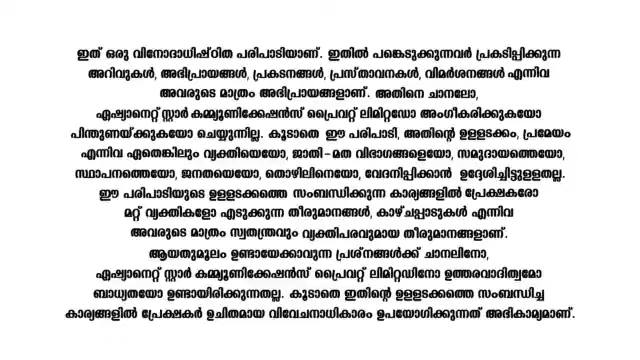 ഇത് ഒരു വിനോദാധിഷ്ഠിത പരിപാടിയാണ്. ഇതിൽ പങ്കെടുക്കുന്നവർ പ്രകടിപ്പിക്കുന്ന
അറിവുകൾ, അഭിപ്രായങ്ങൾ, പ്രകടനങ്ങൾ, പ്രസ്താവനകൾ, വിമർശനങ്ങൾ എന്നിവ
അവരുടെ മാത്രം അഭിപ്രായങ്ങളാണ്. അതിനെ ചാനലോ,
ഏഷ്യാനെറ്റ് സ്റ്റാർ കമ്മ്യൂണിക്കേഷൻസ് പ്രൈവറ്റ് ലിമിറ്റഡോ അംഗീകരിക്കുകയോ
പിന്തുണയ്ക്കുകയോ ചെയ്യുന്നില്ല. കൂടാതെ ഈ പരിപാടി, അതിന്റെ ഉള്ളടക്കം, പ്രമേയം
എന്നിവ ഏതെങ്കിലും വ്യക്തിയെയോ, ജാതി-മത വിഭാഗങ്ങളെയോ, സമുദായത്തെയോ,
സ്ഥാപനത്തെയോ, ജനതയെയോ, തൊഴിലിനെയോ, വേദനിപ്പിക്കാൻ ഉദ്ദേശിച്ചിട്ടുള്ളതല്ല.
ഈ പരിപാടിയുടെ ഉള്ളടക്കത്തെ സംബന്ധിക്കുന്ന കാര്യങ്ങളിൽ പ്രേക്ഷകരോ
മറ്റ് വ്യക്തികളോ എടുക്കുന്ന തീരുമാനങ്ങൾ, കാഴ്ചപ്പാടുകൾ എന്നിവ
അവരുടെ മാത്രം സ്വതന്ത്രവും വ്യക്തിപരവുമായ തീരുമാനങ്ങളാണ്.
ആയതുമൂലം ഉണ്ടായേക്കാവുന്ന പ്രശ്നങ്ങൾക്ക് ചാനലിനോ,
ഏഷ്യാനെറ്റ് സ്റ്റാർ കമ്മ്യൂണിക്കേഷൻസ് പ്രൈവറ്റ് ലിമിറ്റഡിനോ ഉത്തരവാദിത്വമോ
ബാധ്യതയോ ഉണ്ടായിരിക്കുന്നതല്ല. കൂടാതെ ഇതിന്റെ ഉള്ളടക്കത്തെ സംബന്ധിച്ച
കാര്യങ്ങളിൽ പ്രേക്ഷകർ ഉചിതമായ വിവേചനാധികാരം ഉപയോഗിക്കുന്നത് അഭികാമ്യമാണ്.